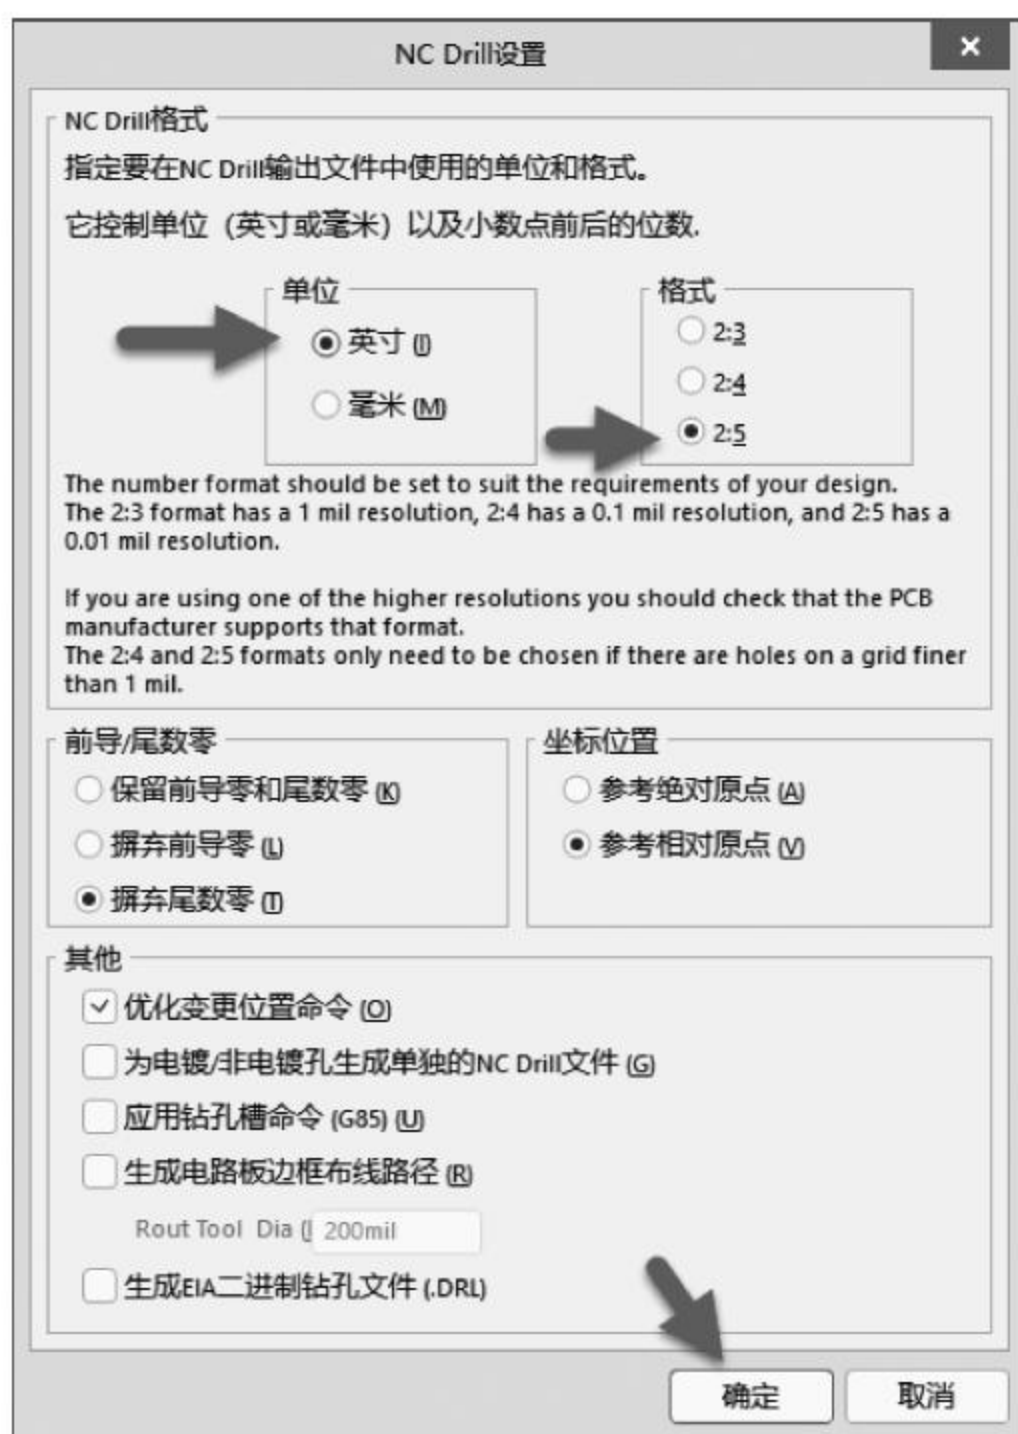 NC Drill设置
NC Drill格式
指定要在NC Drill输出文件中使用的单位和格式。
它控制单位（英寸或毫米）以及小数点前后的位数.
单位
英寸 (I)
毫米 (M)
格式
2:3
2:4
2:5
The number format should be set to suit the requirements of your design.
The 2:3 format has a 1 mil resolution, 2:4 has a 0.1 mil resolution, and 2:5 has a
0.01 mil resolution.
If you are using one of the higher resolutions you should check that the PCB
manufacturer supports that format.
The 2:4 and 2:5 formats only need to be chosen if there are holes on a grid finer
than 1 mil.
前导/尾数零
保留前导零和尾数零 (K)
摒弃前导零 (L)
摒弃尾数零 (T)
坐标位置
参考绝对原点 (A)
参考相对原点 (V)
其他
优化变更位置命令 (O)
为电镀/非电镀孔生成单独的NC Drill文件 (G)
应用钻孔槽命令 (G85) (U)
生成电路板边框布线路径 (R)
Rout Tool Dia (
200mil
生成EIA二进制钻孔文件 (.DRL)
确定
取消